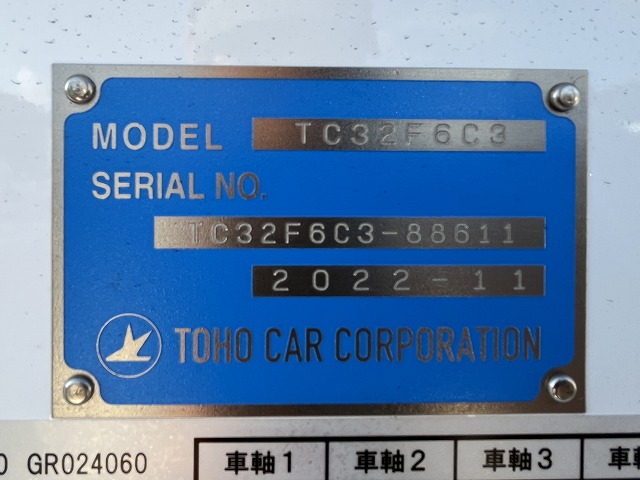 MODEL TC32F6C3
SERIAL NO.
TC32F6C3-88611
2022-11
TOHO CAR CORPORATION
GR024060 車軸1 車軸2 車軸3